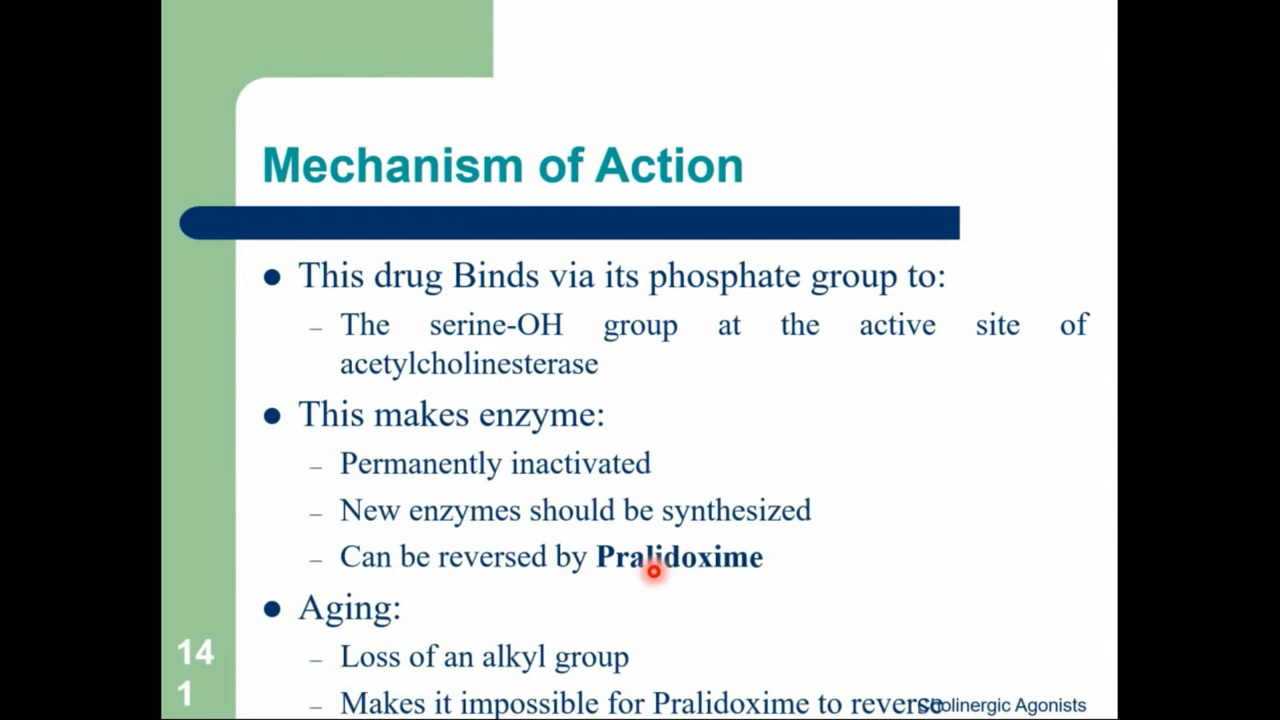 Mechanism of Action
● This drug Binds via its phosphate group to:
– The serine-OH group at the active site of
acetylcholinesterase
● This makes enzyme:
– Permanently inactivated
– New enzymes should be synthesized
– Can be reversed by Pralidoxime
● Aging:
– Loss of an alkyl group
– Makes it impossible for Pralidoxime to reverse
14
1
Cholinergic Agonists